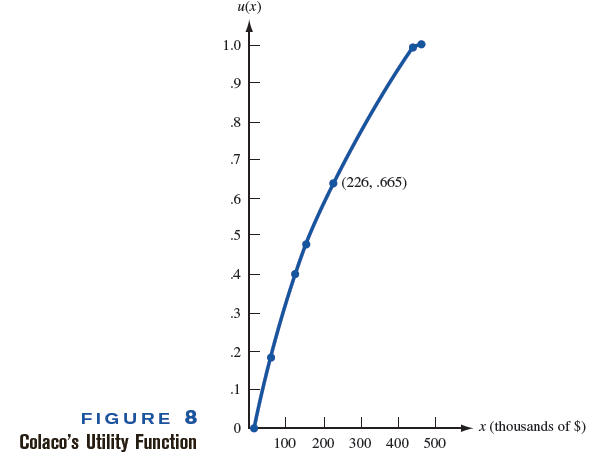 u(x)
1.0
.9
.8
.7
(226, .665)
.6
.5
.4
.3
.2
.1
0
x (thousands of $)
100 200 300 400 500
FIGURE 8
Colaco's Utility Function